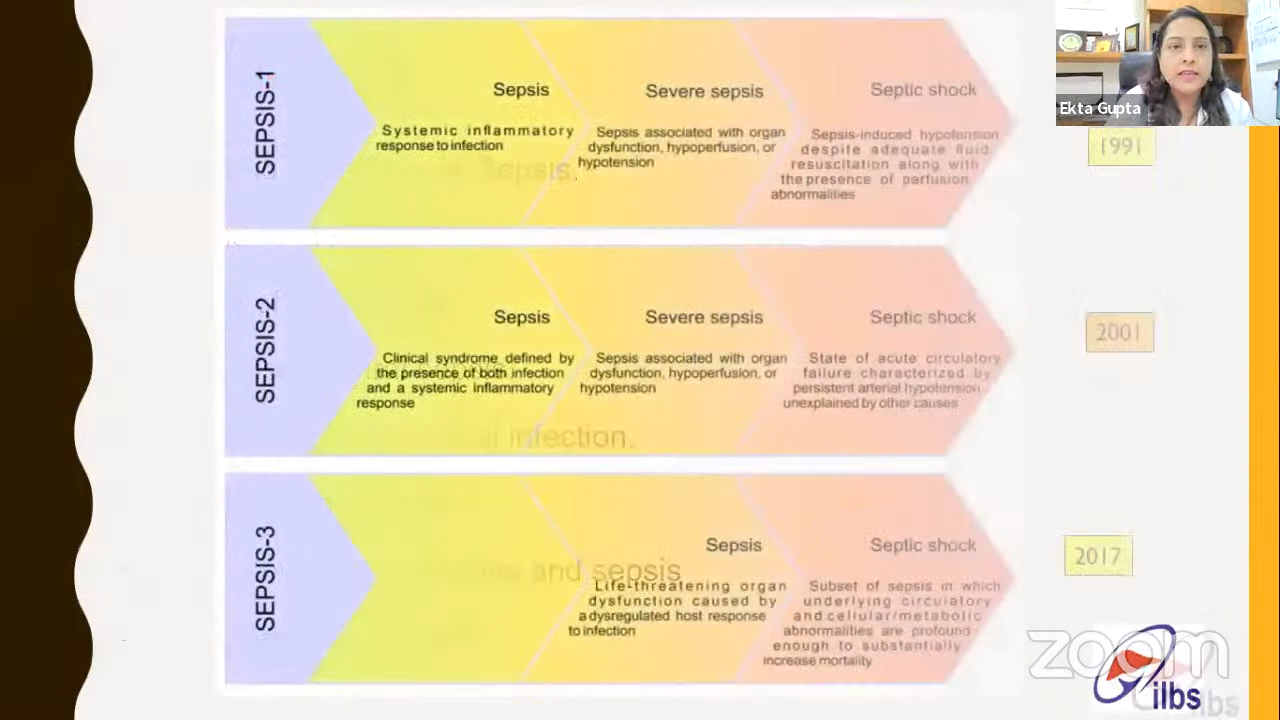 SEPSIS-1
Sepsis
Systemic inflammatory
response to infection
Severe sepsis
Sepsis associated with organ
dysfunction, hypoperfusion, or
hypotension
Septic shock
Sepsis-induced hypotension
despite adequate fluid
resuscitation along with
the presence of perfusion
abnormalities
Ekta Gupta
1991
Sepsis.
SEPSIS-2
Sepsis
Clinical syndrome defined by
the presence of both infection
and a systemic inflammatory
response
Severe sepsis
Sepsis associated with organ
dysfunction, hypoperfusion, or
hypotension
Septic shock
State of acute circulatory
failure characterized by
persistent arterial hypotension
unexplained by other causes
2001
infection.
SEPSIS-3
Sepsis
Life-threatening organ
dysfunction caused by
a dysregulated host response
to infection
Septic shock
Subset of sepsis in which
underlying circulatory
and cellular/metabolic
abnormalities are profound
enough to substantially
increase mortality
2017
and sepsis
zoom
ilbs
ilbs